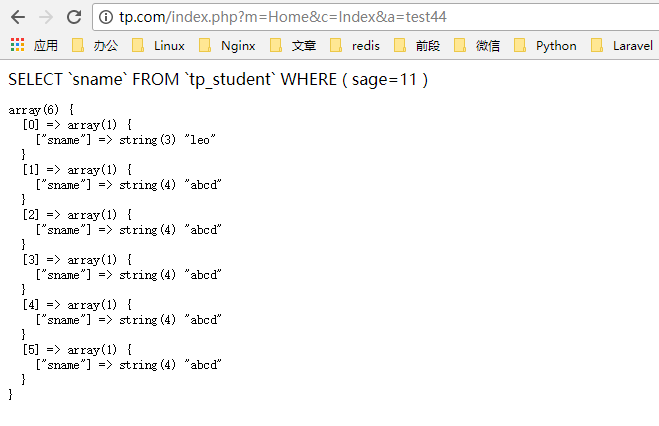 tp.com/index.php?m=Home&c=Index&a=test44
应用 办公 Linux Nginx 文章 redis 前段 微信 Python Laravel
SELECT `sname` FROM `tp_student` WHERE ( sage=11 )
array(6) {
  [0] => array(1) {
    ["sname"] => string(3) "leo"
  }
  [1] => array(1) {
    ["sname"] => string(4) "abcd"
  }
  [2] => array(1) {
    ["sname"] => string(4) "abcd"
  }
  [3] => array(1) {
    ["sname"] => string(4) "abcd"
  }
  [4] => array(1) {
    ["sname"] => string(4) "abcd"
  }
  [5] => array(1) {
    ["sname"] => string(4) "abcd"
  }
}